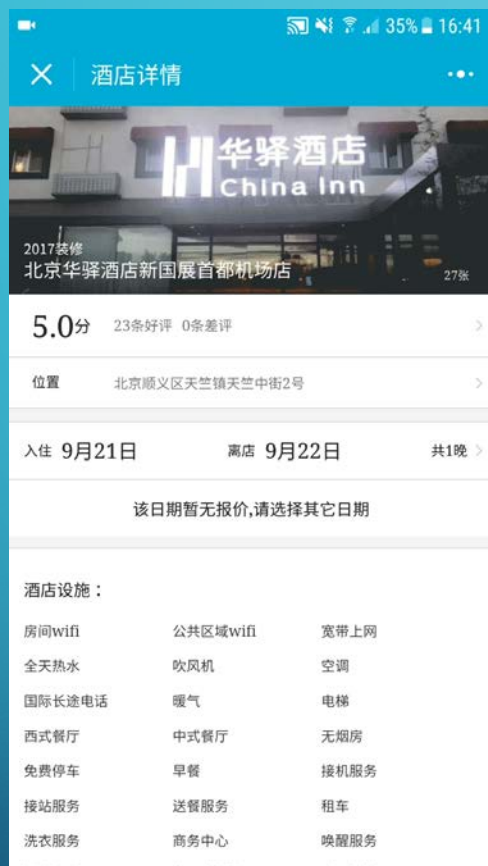 35% 16:41
酒店详情
华驿酒店
China Inn
2017装修
北京华驿酒店新国展首都机场店
27张
5.0分 23条好评 0条差评
位置 北京顺义区天竺镇天竺中街2号
入住 9月21日 离店 9月22日 共1晚
该日期暂无报价,请选择其它日期
酒店设施：
房间wifi 公共区域wifi 宽带上网
全天热水 吹风机 空调
国际长途电话 暖气 电梯
西式餐厅 中式餐厅 无烟房
免费停车 早餐 接机服务
接站服务 送餐服务 租车
洗衣服务 商务中心 唤醒服务